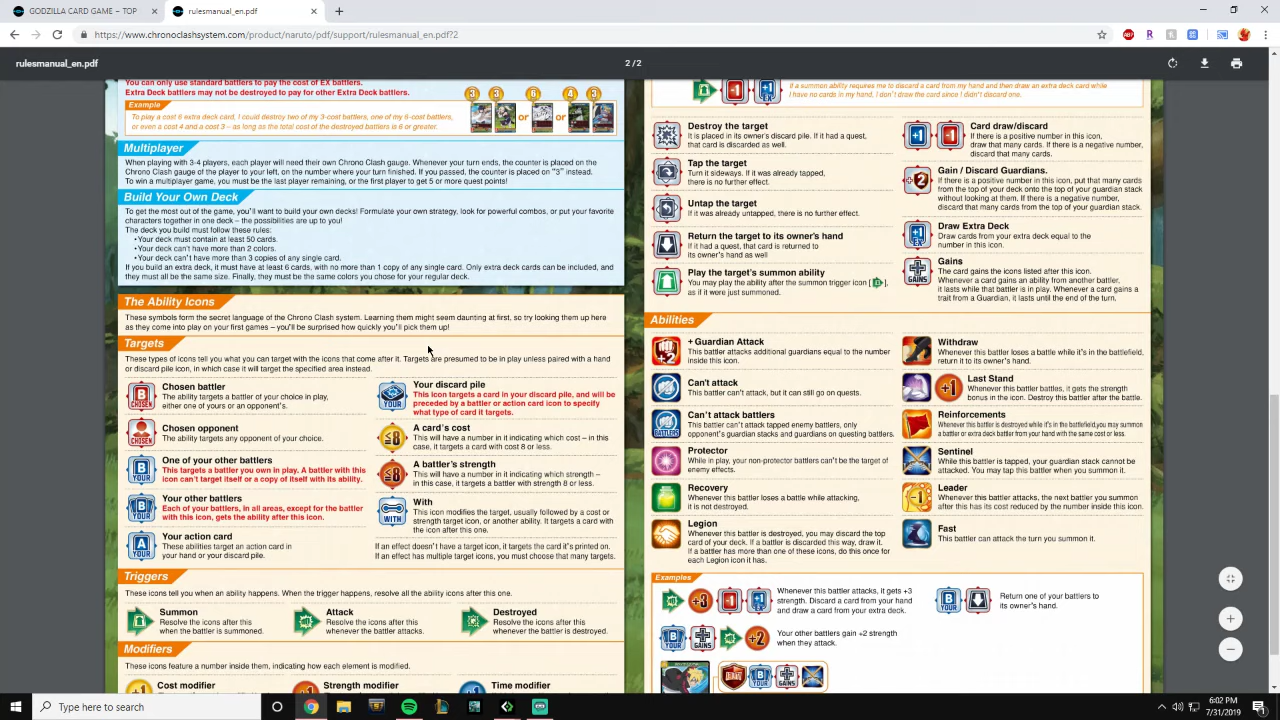 GODZILLA CARD GAME – TOP
rulesmanual_en.pdf
https://www.chronoclashsystem.com/product/naruto/pdf/support/rulesmanual_en.pdf?2
rulesmanual_en.pdf
2 / 2
You can only use standard battlers to pay the cost of EX battlers.
Extra Deck battlers may not be destroyed to pay for other Extra Deck battlers.
Example
To play a cost 6 extra deck card, I could destroy two of my 3-cost battlers, one of my 6-cost battlers,
or even a cost 4 and a cost 3 – as long as the total cost of the destroyed battlers is 6 or greater.
3 3 or 6 or 4 3
Multiplayer
When playing with 3-4 players, each player will need their own Chrono Clash gauge. Whenever your turn ends, the counter is placed on the
Chrono Clash gauge of the player to your left, on the number where your turn finished. If you passed, the counter is placed on "3" instead.
To win a multiplayer game, you must be the last player remaining, or the first player to get 5 or more quest points!
Build Your Own Deck
To get the most out of the game, you'll want to build your own decks! Formulate your own strategy, look for powerful combos, or put your favorite
characters together in one deck – the possibilities are up to you!
The deck you build must follow these rules:
•Your deck must contain at least 50 cards.
•Your deck can't have more than 2 colors.
•Your deck can't have more than 3 copies of any single card.
If you build an extra deck, it must have at least 6 cards, with no more than 1 copy of any single card. Only extra deck cards can be included, and
they must all be the same size. Finally, they must be the same colors you chose for your regular deck.
The Ability Icons
These symbols form the secret language of the Chrono Clash system. Learning them might seem daunting at first, so try looking them up here
as they come into play on your first games – you'll be surprised how quickly you'll pick them up!
Targets
These types of icons tell you what you can target with the icons that come after it. Targets are presumed to be in play unless paired with a hand
or discard pile icon, in which case it will target the specified area instead.
B CHOSEN
Chosen battler
The ability targets a battler of your choice in play,
either one of yours or an opponent's.
CHOSEN
Chosen opponent
The ability targets any opponent of your choice.
B YOUR
One of your other battlers
This targets a battler you own in play. A battler with this
icon can't target itself or a copy of itself with its ability.
B YOUR
Your other battlers
Each of your battlers, in all areas, except for the battler
with this icon, gets the ability after this icon.
A YOUR
Your action card
These abilities target an action card in
your hand or your discard pile.
YOUR
Your discard pile
This icon targets a card in your discard pile, and will be
preceded by a battler or action card icon to specify
what type of card it targets.
≤8
A card's cost
This will have a number in it indicating which cost – in this
case, it targets a card with cost 8 or less.
≤8
A battler's strength
This will have a number in it indicating which strength –
in this case, it targets a battler with strength 8 or less.
WITH
With
This icon modifies the target, usually followed by a cost or
strength target icon, or another ability. It targets a card with
the icon after this one.
If an effect doesn't have a target icon, it targets the card it's printed on.
If an effect has multiple target icons, you must choose that many targets.
Triggers
These icons tell you when an ability happens. When the trigger happens, resolve all the ability icons after this one.
Summon
Resolve the icons after this
when the battler is summoned.
Attack
Resolve the icons after this
whenever the battler attacks.
Destroyed
Resolve the icons after this
whenever the battler is destroyed.
Modifiers
These icons feature a number inside them, indicating how each element is modified.
Cost modifier
Strength modifier
Time modifier
If a summon ability requires me to discard a card from my hand and then draw an extra deck card while
I have no cards in my hand, I don't draw the card since I didn't discard one.
Destroy the target
It is placed in its owner's discard pile. If it had a quest,
that card is discarded as well.
Tap the target
Turn it sideways. If it was already tapped,
there is no further effect.
Untap the target
If it was already untapped, there is no further effect.
Return the target to its owner's hand
If it had a quest, that card is returned to
its owner's hand as well
Play the target's summon ability
You may play the ability after the summon trigger icon [ ],
as if it were just summoned.
+1 -1
Card draw/discard
If there is a positive number in this icon,
draw that many cards. If there is a negative number,
discard that many cards.
Gain / Discard Guardians.
If there is a positive number in this icon, put that many cards
from the top of your deck onto the top of your guardian stack
without looking at them. If there is a negative number,
discard that many cards from the top of your guardian stack.
+1 EX
Draw Extra Deck
Draw cards from your extra deck equal to the
number in this icon.
GAINS
Gains
The card gains the icons listed after this icon.
Whenever a card gains an ability from another battler,
it lasts while that battler is in play. Whenever a card gains a
trait from a Guardian, it lasts until the end of the turn.
Abilities
+2
+ Guardian Attack
This battler attacks additional guardians equal to the number
inside this icon.
Can't attack
This battler can't attack, but it can still go on quests.
BATTLERS
Can't attack battlers
This battler can't attack tapped enemy battlers, only
opponent's guardian stacks and guardians on questing battlers.
Protector
While in play, your non-protector battlers can't be the target of
enemy effects.
Recovery
Whenever this battler loses a battle while attacking,
it is not destroyed.
Legion
Whenever this battler is destroyed, you may discard the top
card of your deck. If a battler is discarded this way, draw it.
If a battler has more than one of these icons, do this once for
each Legion icon it has.
Withdraw
Whenever this battler loses a battle while it's in the battlefield,
return it to its owner's hand.
+1
Last Stand
Whenever this battler battles, it gets the strength
bonus in the icon. Destroy this battler after the battle.
Reinforcements
Whenever this battler is destroyed while it's in the battlefield,you may summon
a battler or extra deck battler from your hand with the same cost or less.
Sentinel
While this battler is tapped, your guardian stack cannot be
attacked. You may tap this battler when you summon it.
-1
Leader
Whenever this battler attacks, the next battler you summon
after this has its cost reduced by the number inside this icon.
Fast
This battler can attack the turn you summon it.
Examples
+3 -1 +1 EX
Whenever this battler attacks, it gets +3
strength. Discard a card from your hand
and draw a card from your extra deck.
B YOUR
Return one of your battlers to
its owner's hand.
B YOUR GAINS +2
Your other battlers gain +2 strength
when they attack.
B YOUR GAINS
Type here to search
6:02 PM
7/31/2019